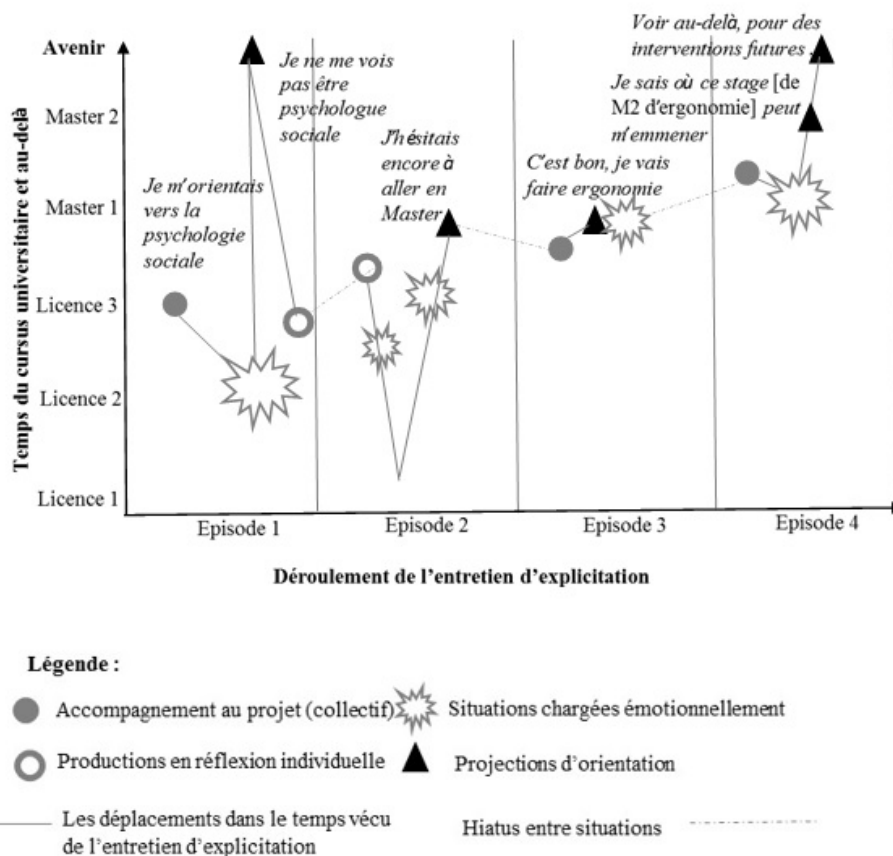 Avenir
Master 2
Master 1
Licence 3
Licence 2
Licence 1
Temps du cursus universitaire et au-delà
Je m'orientais
vers la
psychologie
sociale
Je ne me vois
pas être
psychologue
sociale
J'hésitais
encore à
aller en
Master
C'est bon, je vais
faire ergonomie
Voir au-delà, pour des
interventions futures
Je sais où ce stage [de
M2 d'ergonomie] peut
m'emmener
Episode 1
Episode 2
Episode 3
Episode 4
Déroulement de l'entretien d'explicitation
Légende :
Accompagnement au projet (collectif)
Situations chargées émotionnellement
Productions en réflexion individuelle
Projections d'orientation
Les déplacements dans le temps vécu
de l'entretien d'explicitation
Hiatus entre situations